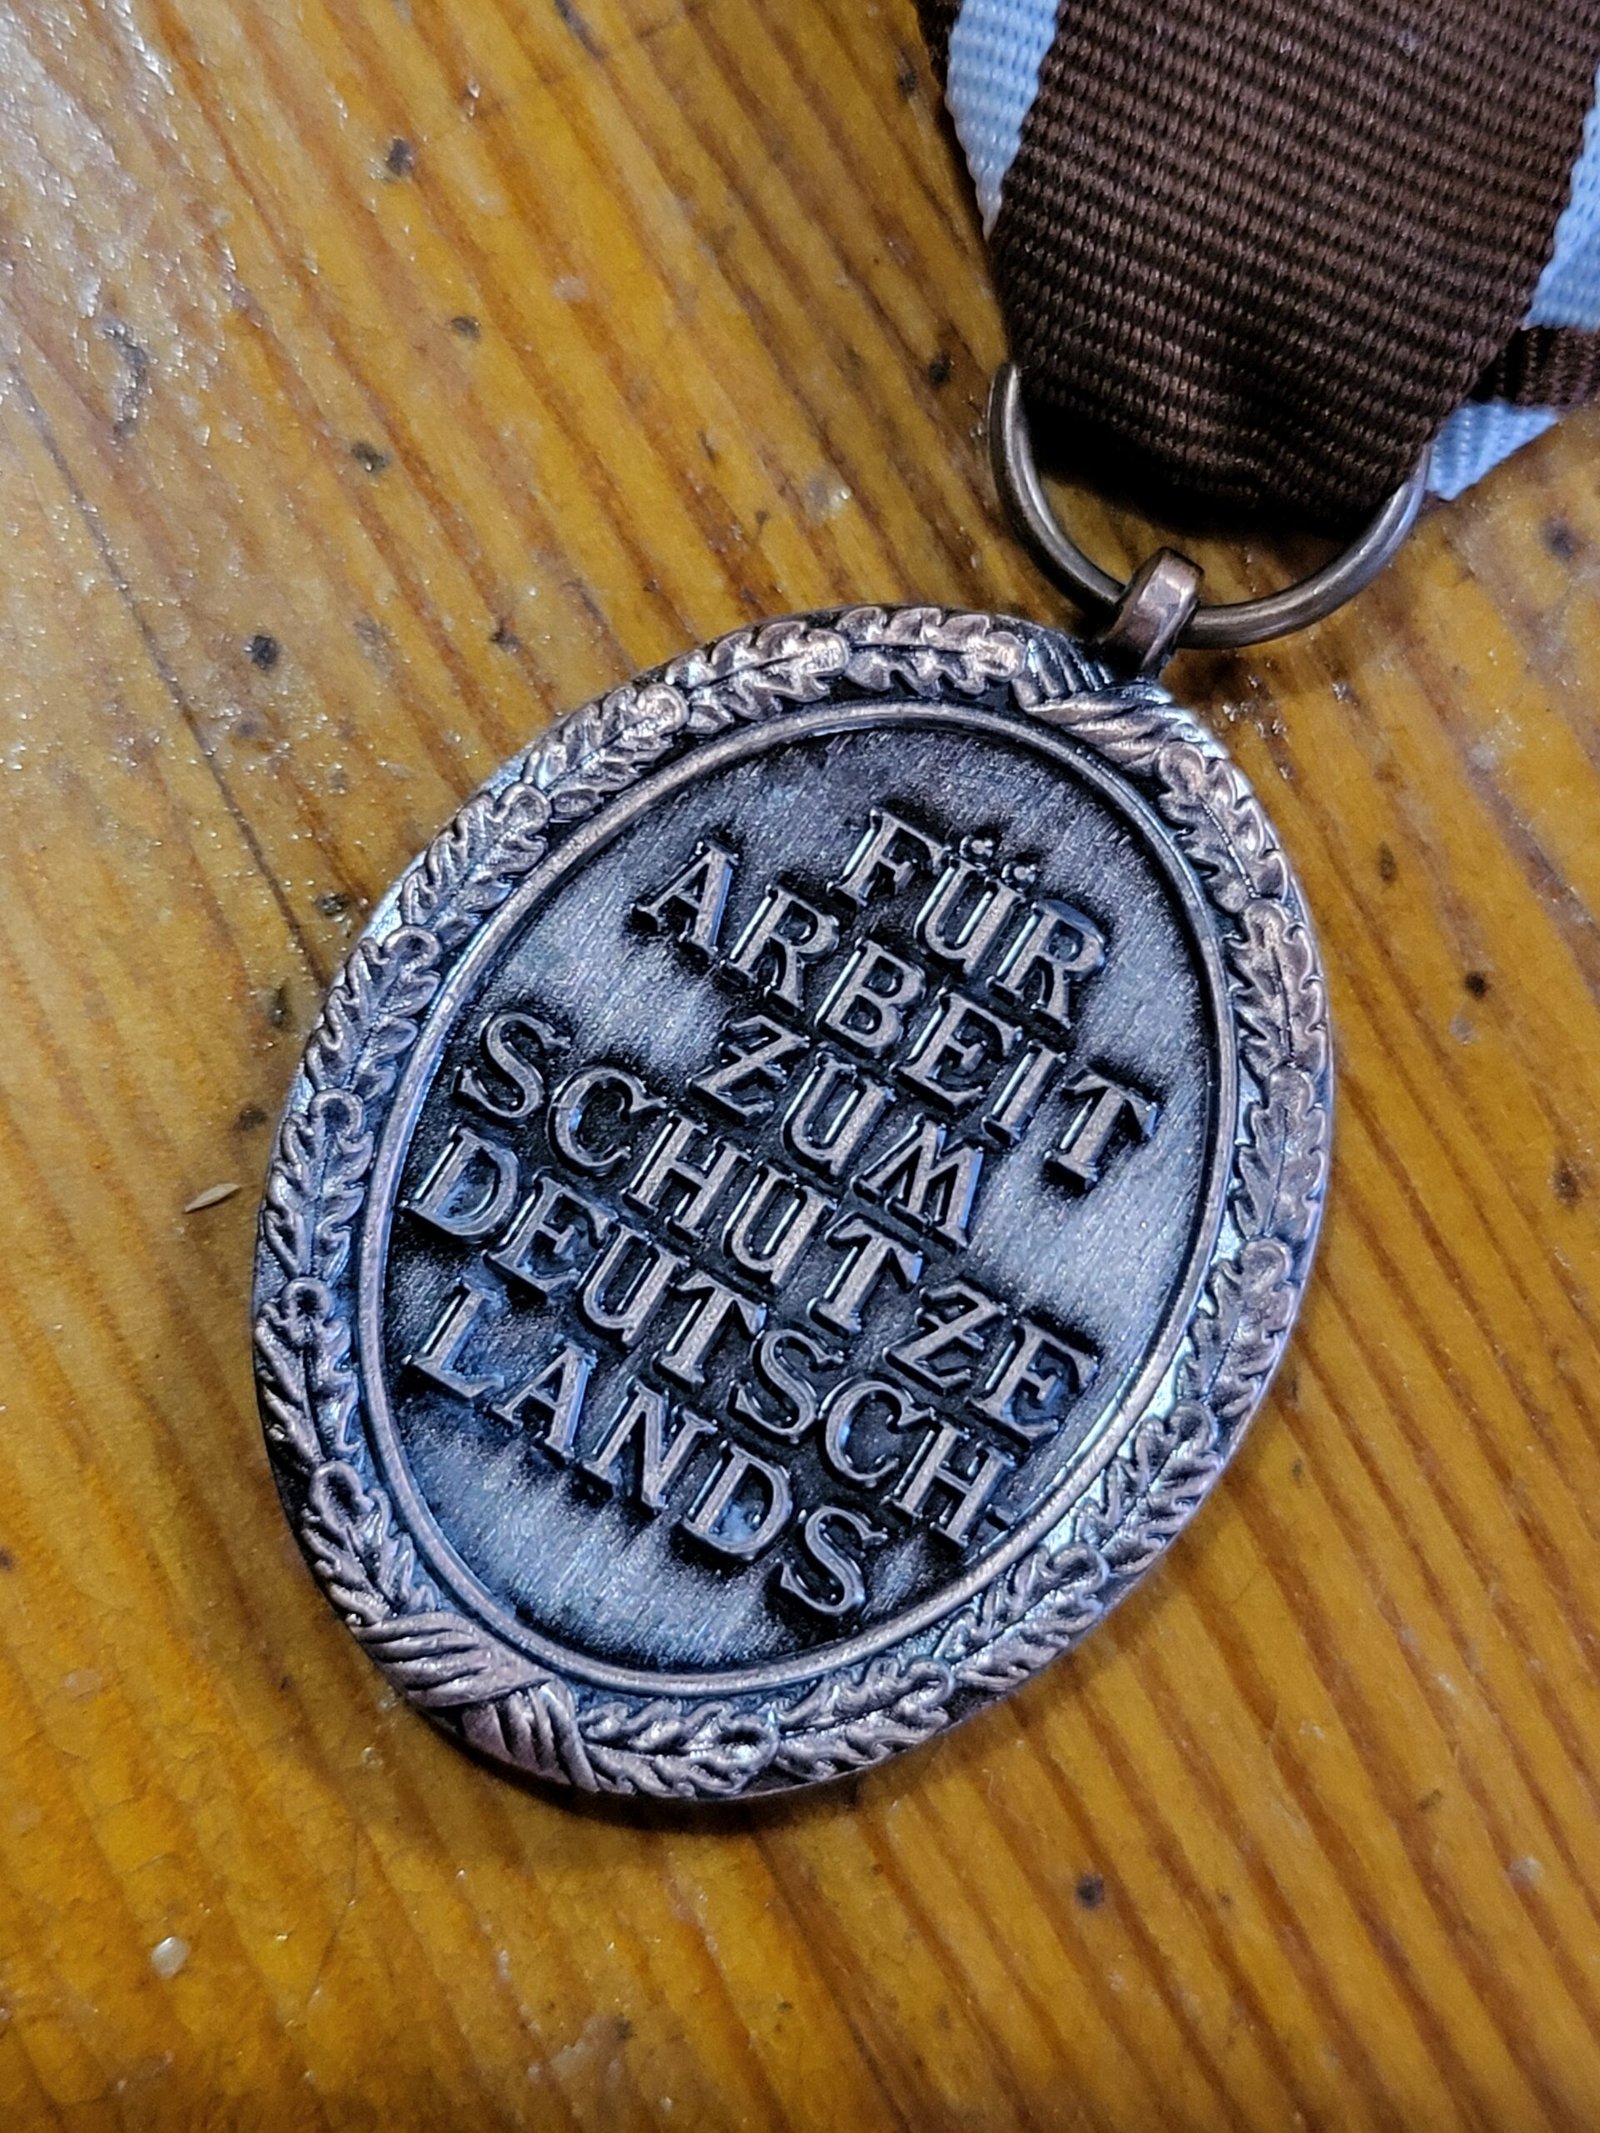 FÜR
ARBEIT
ZUM
SCHUTZE
DEUTSCH-
LANDS